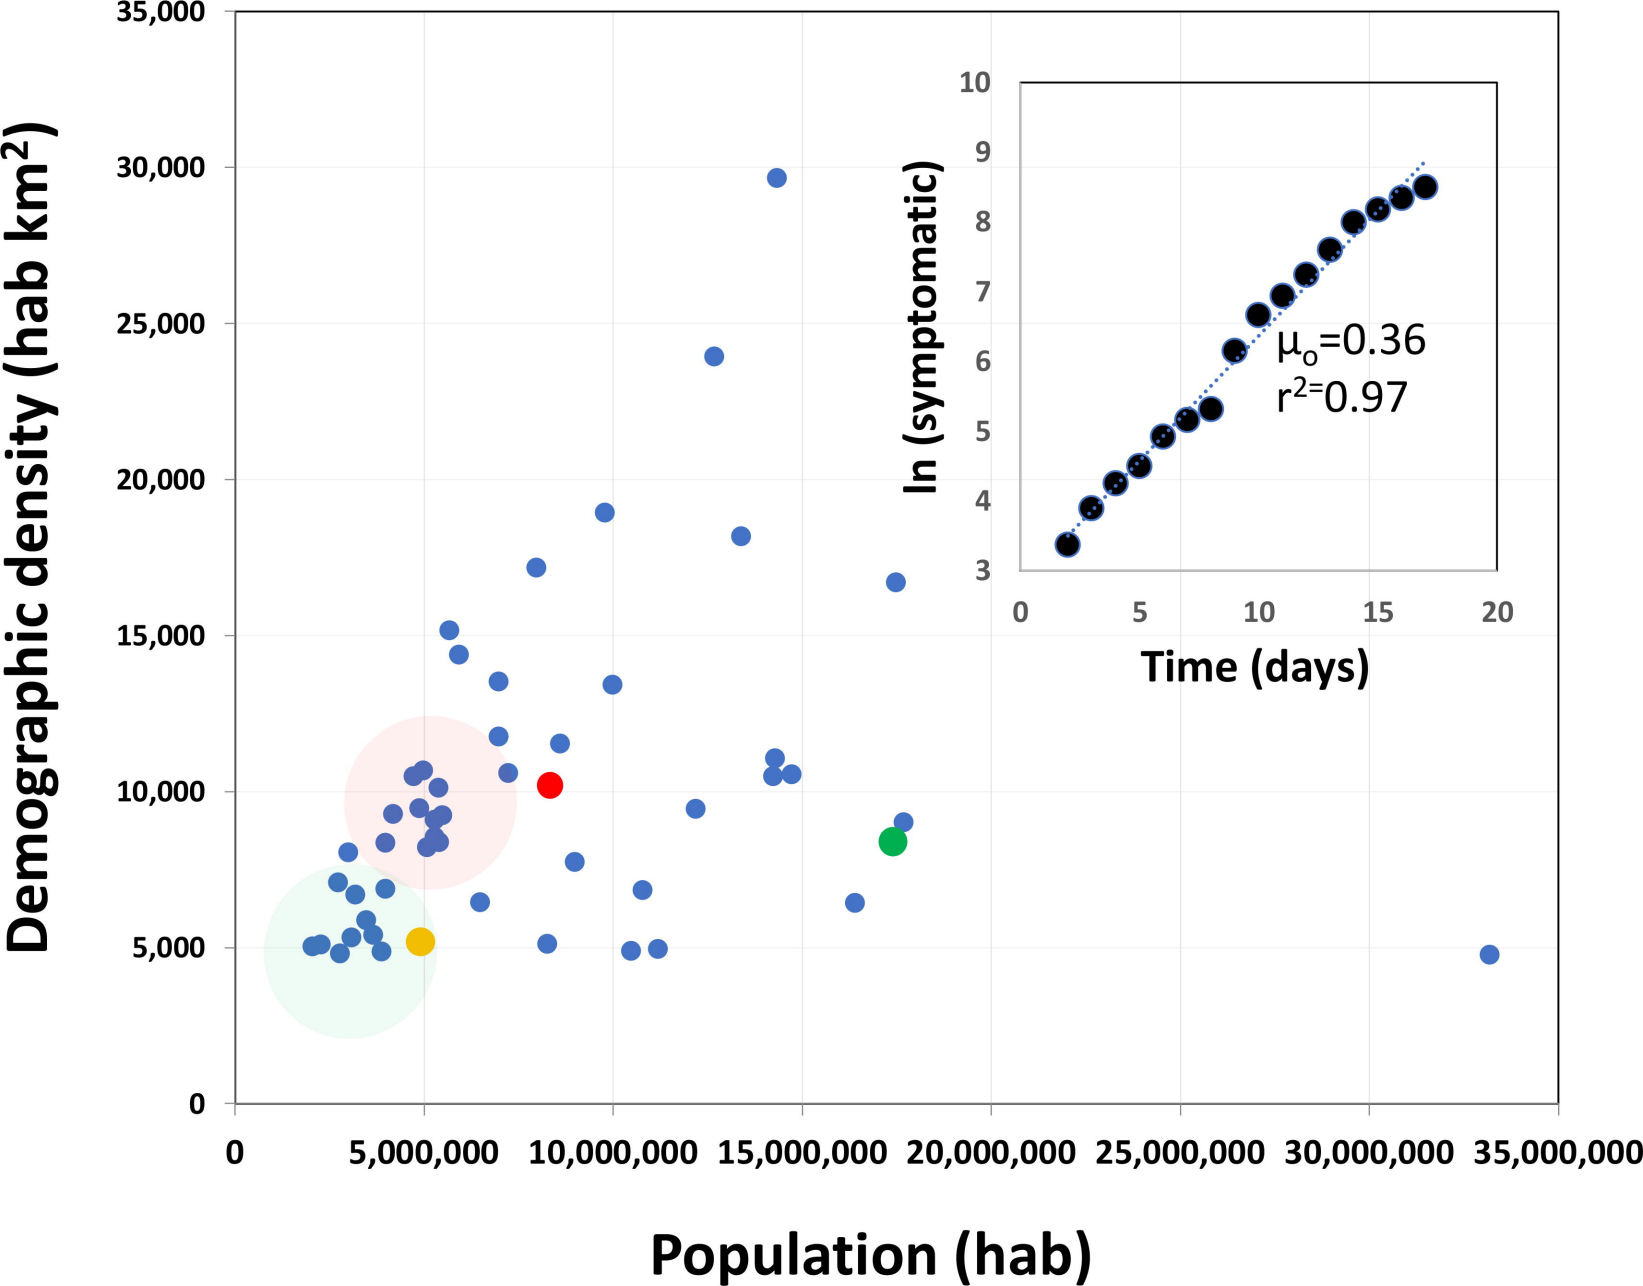 Demographic density (hab km²)
35,000
30,000
25,000
20,000
15,000
10,000
5,000
0
0 5,000,000 10,000,000 15,000,000 20,000,000 25,000,000 30,000,000 35,000,000
Population (hab)
ln (symptomatic)
10
9
8
7
6
5
4
3
μo=0.36
r²⁼0.97
0 5 10 15 20
Time (days)